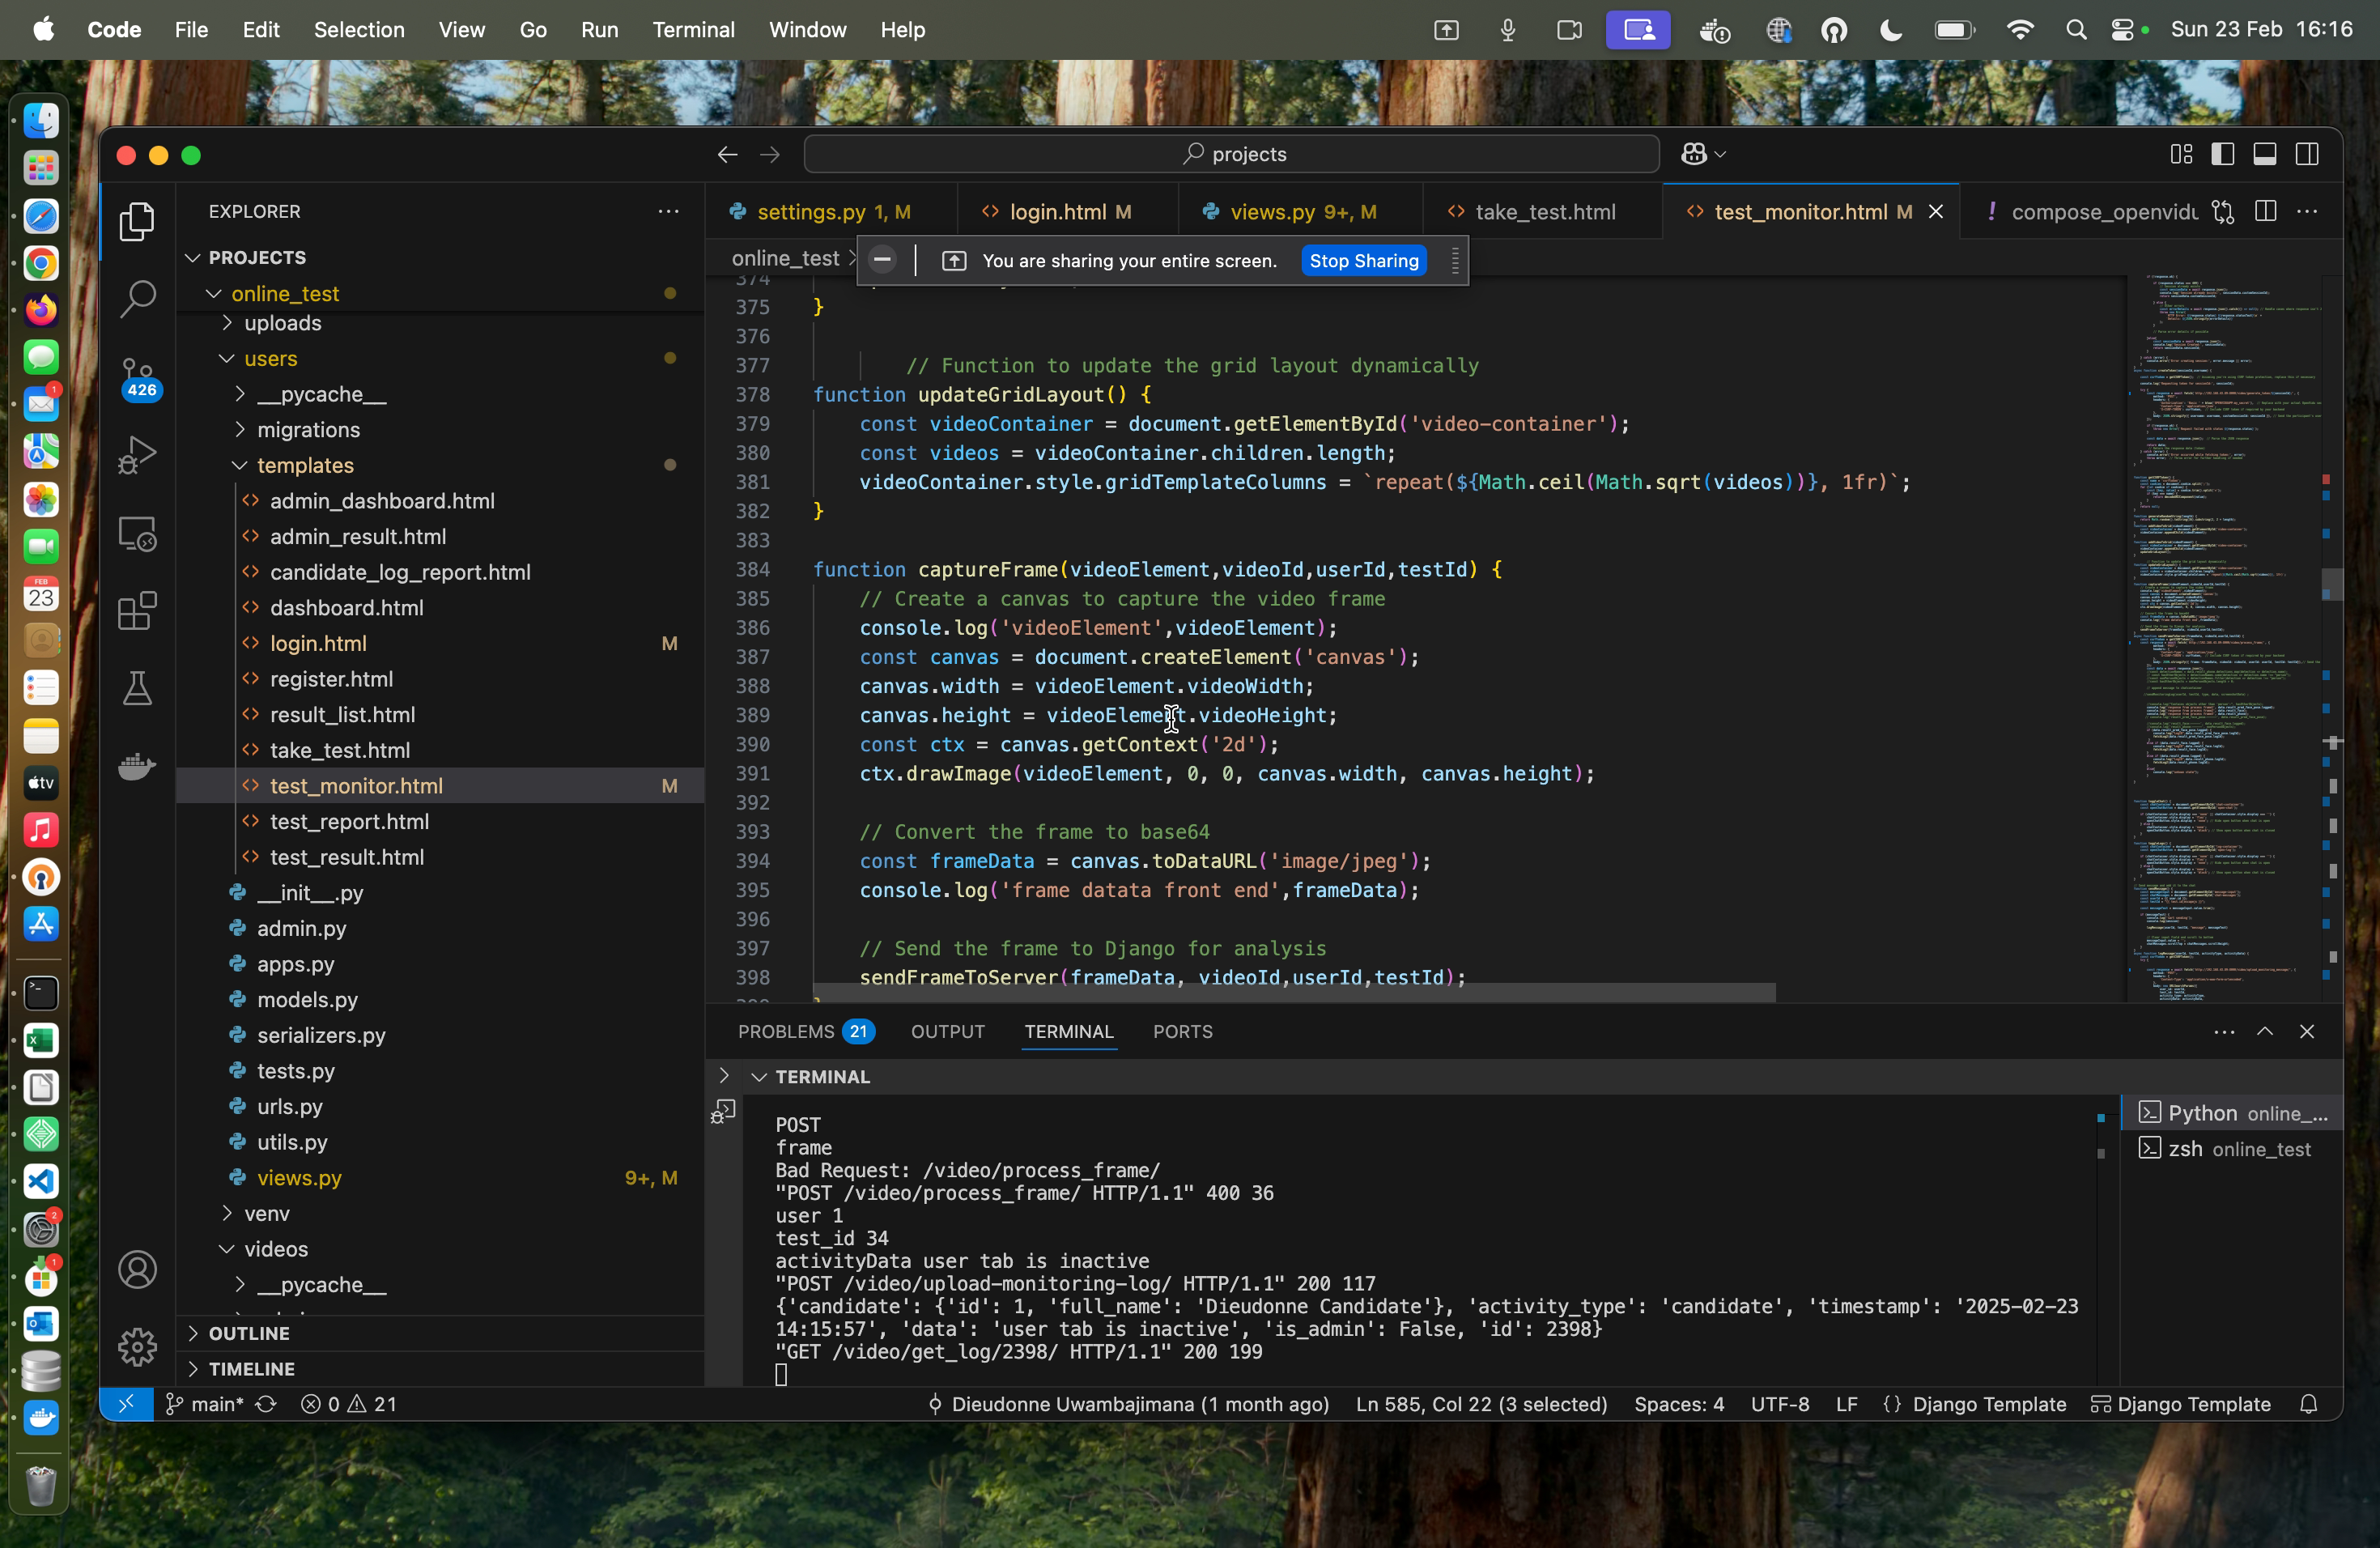 Code File Edit Selection View Go Run Terminal Window Help
Sun 23 Feb 16:16
projects
EXPLORER
PROJECTS
online_test
uploads
users
__pycache__
migrations
templates
admin_dashboard.html
admin_result.html
candidate_log_report.html
dashboard.html
login.html M
register.html
result_list.html
take_test.html
test_monitor.html M
test_report.html
test_result.html
__init__.py
admin.py
apps.py
models.py
serializers.py
tests.py
urls.py
utils.py
views.py 9+, M
venv
videos
__pycache__
OUTLINE
TIMELINE
426
FEB
23
tv
1
2
1
settings.py 1, M
login.html M
views.py 9+, M
take_test.html
test_monitor.html M
compose_openvidu
online_test
You are sharing your entire screen. Stop Sharing
374
375 }
376
377 // Function to update the grid layout dynamically
378 function updateGridLayout() {
379 const videoContainer = document.getElementById('video-container');
380 const videos = videoContainer.children.length;
381 videoContainer.style.gridTemplateColumns = `repeat(${Math.ceil(Math.sqrt(videos))}, 1fr)`;
382 }
383
384 function captureFrame(videoElement,videoId,userId,testId) {
385 // Create a canvas to capture the video frame
386 console.log('videoElement',videoElement);
387 const canvas = document.createElement('canvas');
388 canvas.width = videoElement.videoWidth;
389 canvas.height = videoElement.videoHeight;
390 const ctx = canvas.getContext('2d');
391 ctx.drawImage(videoElement, 0, 0, canvas.width, canvas.height);
392
393 // Convert the frame to base64
394 const frameData = canvas.toDataURL('image/jpeg');
395 console.log('frame datata front end',frameData);
396
397 // Send the frame to Django for analysis
398 sendFrameToServer(frameData, videoId,userId,testId);
PROBLEMS 21 OUTPUT TERMINAL PORTS
TERMINAL
POST
frame
Bad Request: /video/process_frame/
"POST /video/process_frame/ HTTP/1.1" 400 36
user 1
test_id 34
activityData user tab is inactive
"POST /video/upload-monitoring-log/ HTTP/1.1" 200 117
{'candidate': {'id': 1, 'full_name': 'Dieudonne Candidate'}, 'activity_type': 'candidate', 'timestamp': '2025-02-23
14:15:57', 'data': 'user tab is inactive', 'is_admin': False, 'id': 2398}
"GET /video/get_log/2398/ HTTP/1.1" 200 199
Python online_...
zsh online_test
main* 0 21 Dieudonne Uwambajimana (1 month ago) Ln 585, Col 22 (3 selected) Spaces: 4 UTF-8 LF {} Django Template Django Template